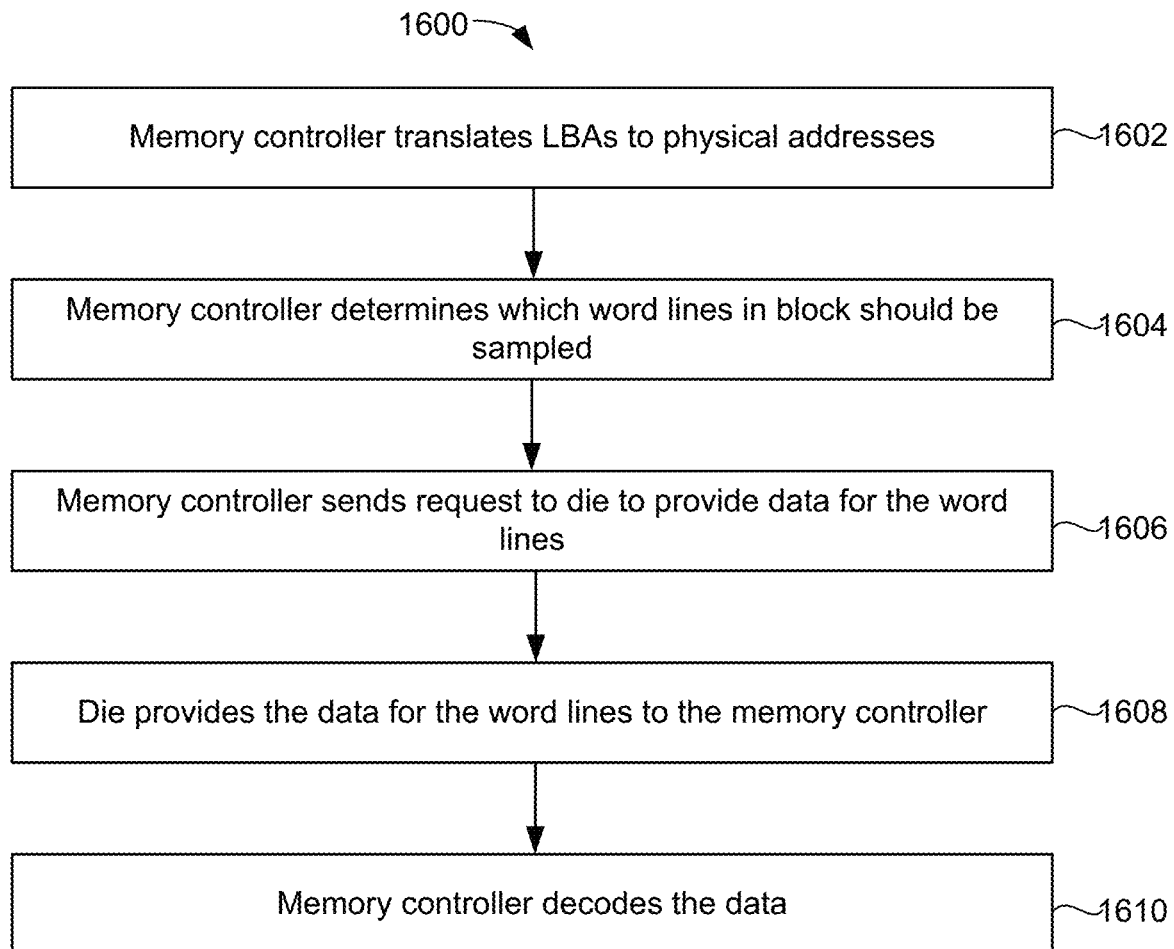 1600
Memory controller translates LBAs to physical addresses
1602
Memory controller determines which word lines in block should be
sampled
1604
Memory controller sends request to die to provide data for the word
lines
1606
Die provides the data for the word lines to the memory controller
1608
Memory controller decodes the data
1610